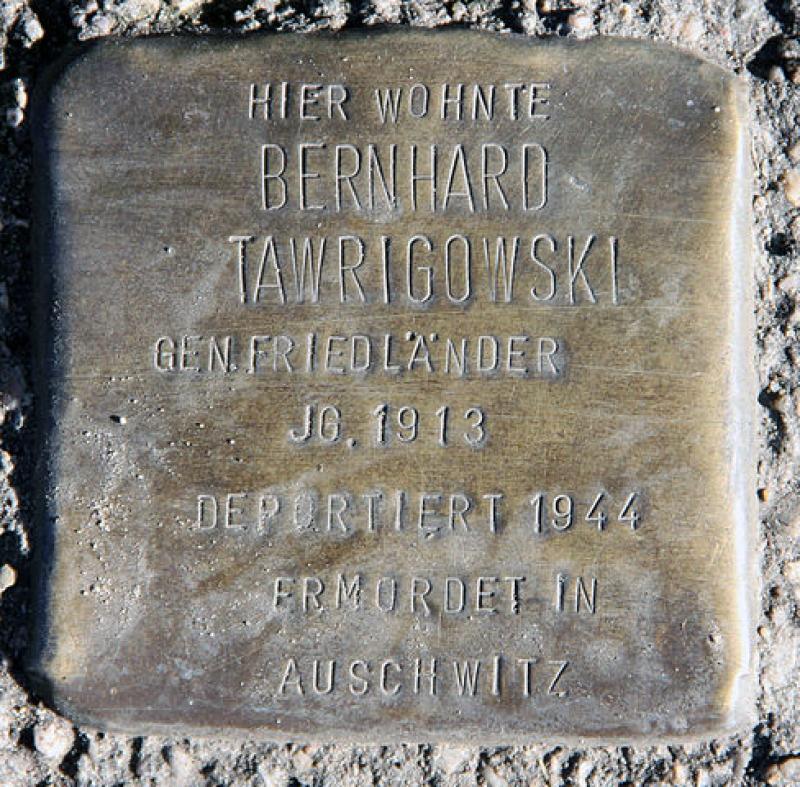 HIER WOHNTE
BERNHARD
TAWRIGOWSKI
GEN. FRIEDLÄNDER
JG. 1913
DEPORTIERT 1944
ERMORDET IN
AUSCHWITZ